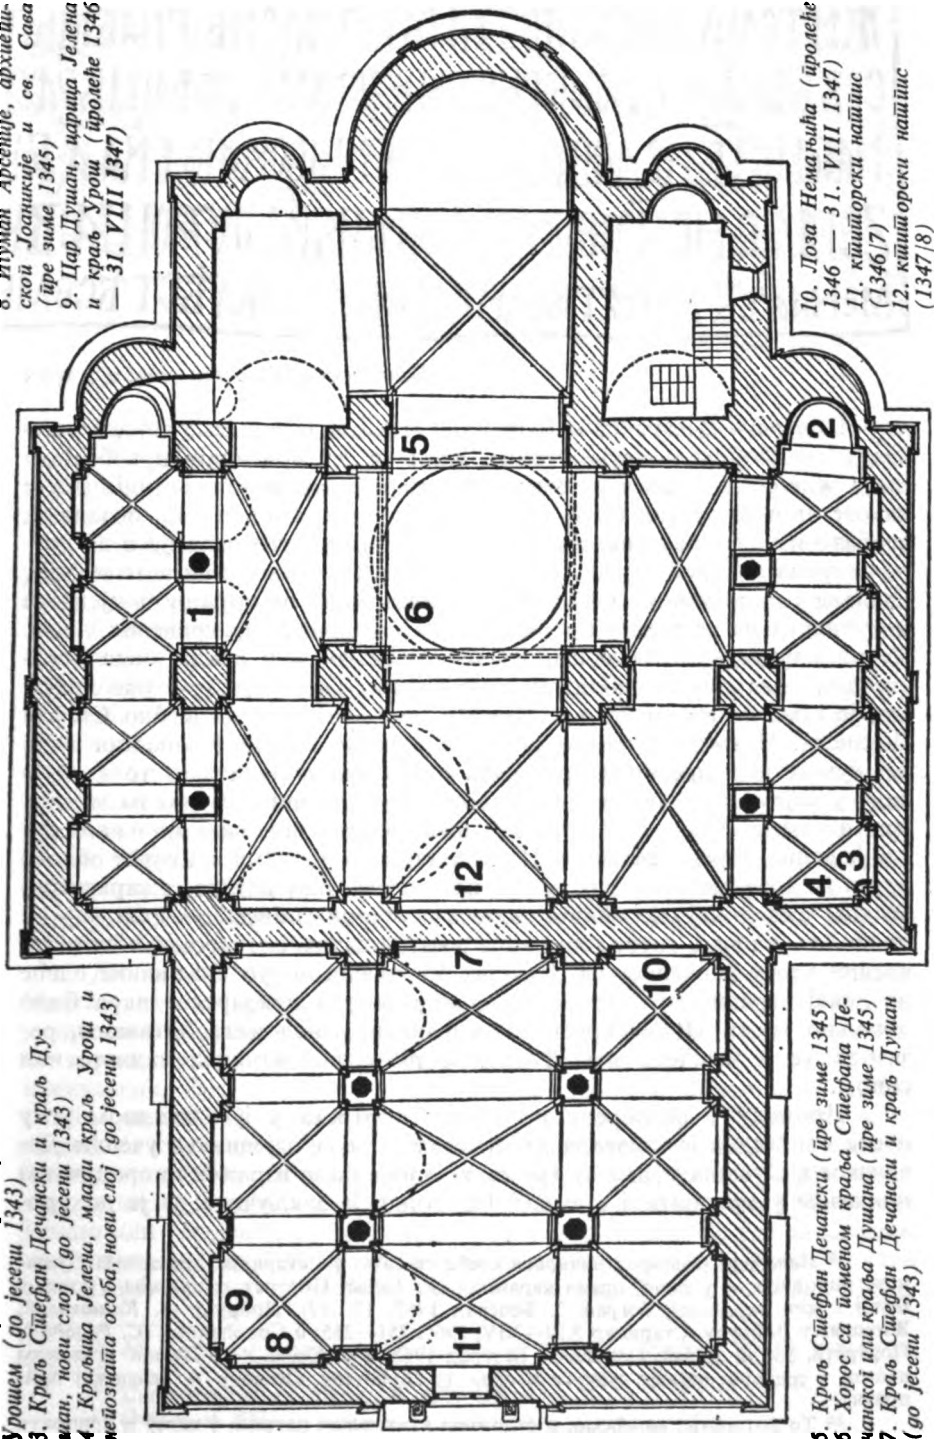 Урошем (до јесени 1343)
3. Краљ Стефан Дечански и краљ Ду-
шан, нови слој до јесени 1343)
4. Краљица Јелена, млади краљ Урош и
непозната особа, нови слој (до јесени 1343)
8. Игуман Арсеније, архиепи-
скоп Јоаникије и св. Сава
(пре зиме 1345)
9. Цар Душан, царица Јелена
и краљ Урош (пролеће 1346
31. VIII 1347)
1
2
3
4
5
6
7
8
9
10
11
12
5. Краљ Стефан Дечански (пре зиме 1345)
6. Хорос са поменом краља Стефана Де-
чанског и краља Душана (пре зиме 1345)
7. Краљ Стефан Дечански и краљ Душан
(до јесени 1343)
10. Лоза Немањића (пролеће
1346 — 31. VIII 1347)
11. ктиторски натпис
(1346/7)
12. ктиторски натпис
(1347/8)